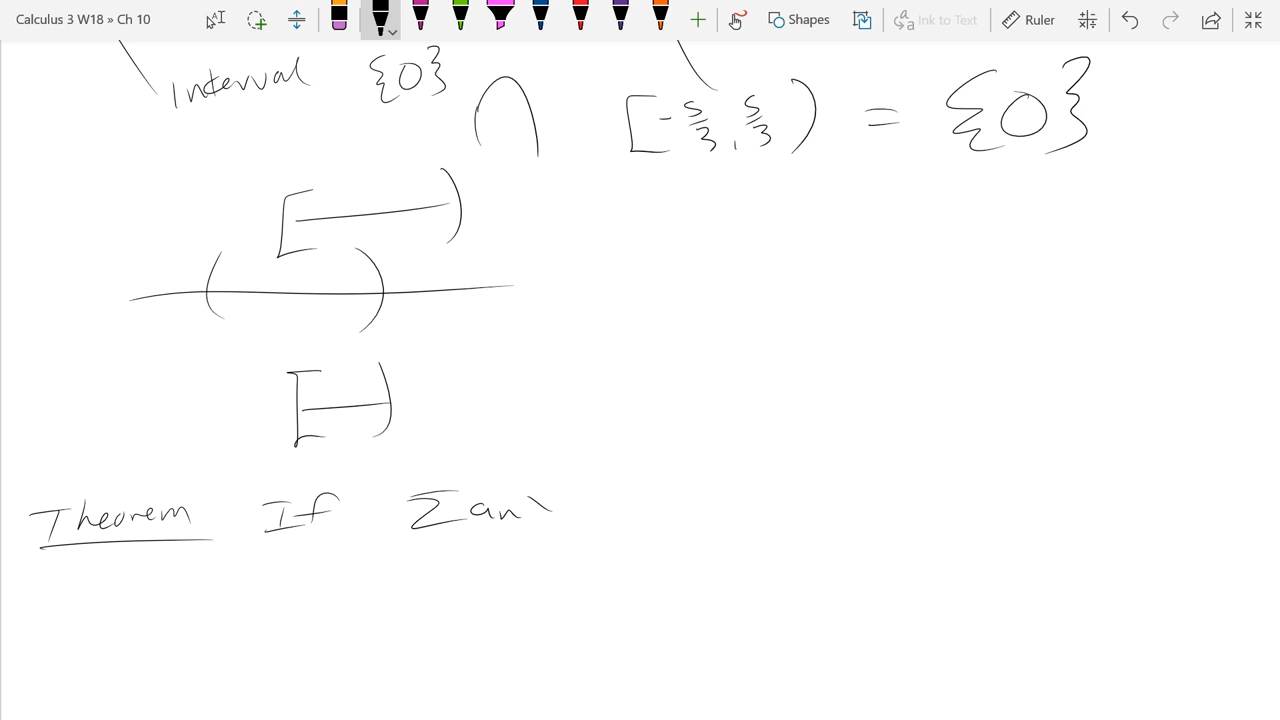 Calculus 3 W18 » Ch 10
Shapes
Ink to Text
Ruler
Interval {0} ∩ [-5/3, 5/3) = {0}
Theorem If Σan